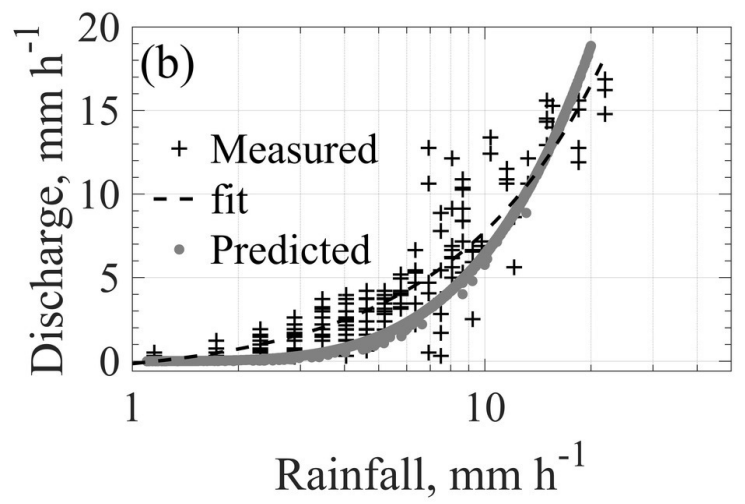 (b)
Discharge, mm h⁻¹
20
15
10
5
0
+ Measured
fit
Predicted
1
10
Rainfall, mm h⁻¹